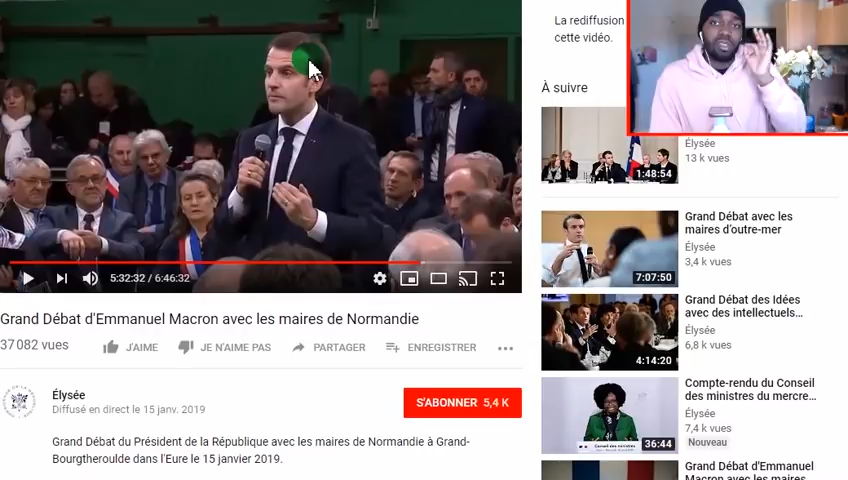 5:32:32 / 6:46:32
Grand Débat d'Emmanuel Macron avec les maires de Normandie
37 082 vues
J'AIME
JE N'AIME PAS
PARTAGER
ENREGISTRER
Élysée
Diffusé en direct le 15 janv. 2019
S'ABONNER 5,4 K
Grand Débat du Président de la République avec les maires de Normandie à Grand-
Bourgtheroulde dans l'Eure le 15 janvier 2019.
La rediffusion
cette vidéo.
À suivre
1:48:54
Élysée
13 k vues
7:07:50
Grand Débat avec les
maires d'outre-mer
Élysée
3,4 k vues
4:14:20
Grand Débat des Idées
avec des intellectuels...
Élysée
6,8 k vues
36:44
Compte-rendu du Conseil
des ministres du mercre...
Élysée
7,4 k vues
Nouveau
Grand Débat d'Emmanuel
Macron avec les maires